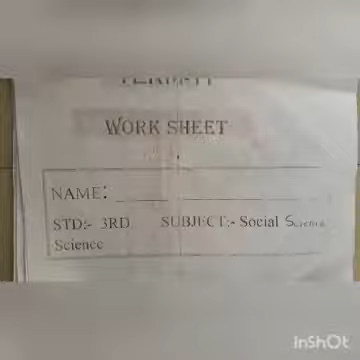 WORK SHEET
NAME:
STD:- 3RD SUBJECT:- Social Science
Science
InShOt